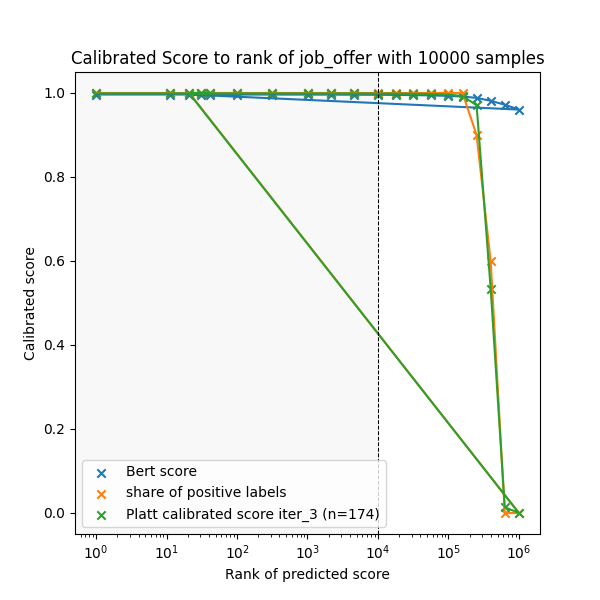 Calibrated Score to rank of job_offer with 10000 samples
Calibrated score
1.0
0.8
0.6
0.4
0.2
0.0
Bert score
share of positive labels
Platt calibrated score iter_3 (n=174)
10⁰ 10¹ 10² 10³ 10⁴ 10⁵ 10⁶
Rank of predicted score